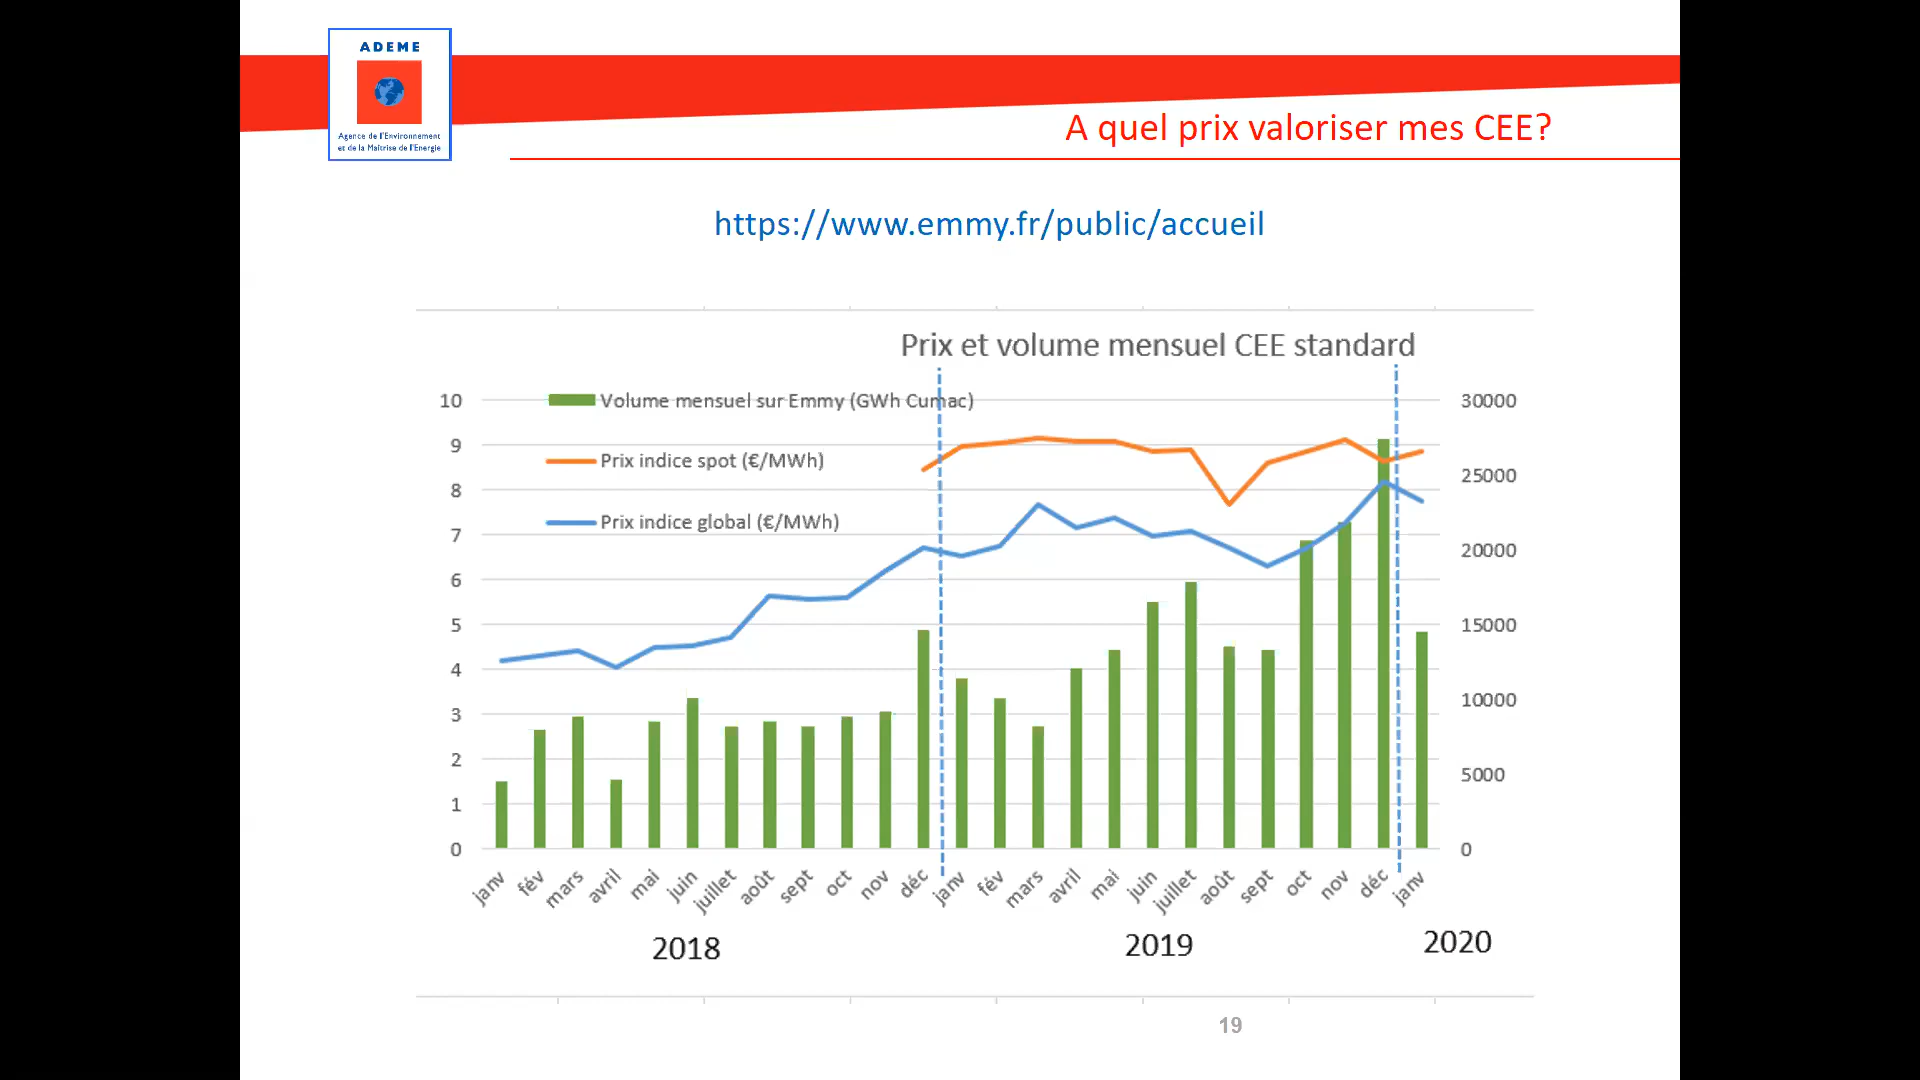 ADEME
Agence de l'Environnement
et de la Maîtrise de l'Energie
A quel prix valoriser mes CEE?
https://www.emmy.fr/public/accueil
Prix et volume mensuel CEE standard
Volume mensuel sur Emmy (GWh Cumac)
Prix indice spot (€/MWh)
Prix indice global (€/MWh)
10
9
8
7
6
5
4
3
2
1
0
30000
25000
20000
15000
10000
5000
0
janv
fév
mars
avril
mai
juin
juillet
août
sept
oct
nov
déc
janv
fév
mars
avril
mai
juin
juillet
août
sept
oct
nov
déc
janv
2018
2019
2020
19